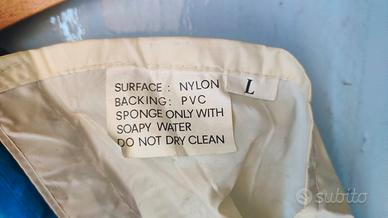 SURFACE: NYLON
BACKING: PVC
SPONGE ONLY WITH
SOAPY WATER
DO NOT DRY CLEAN
L
subito